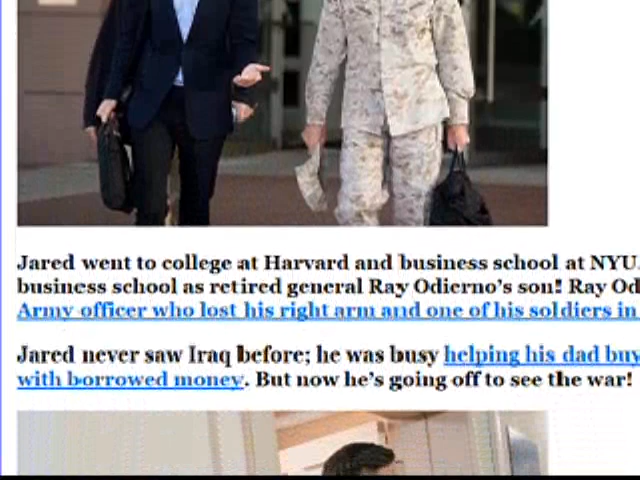 Jared went to college at Harvard and business school at NYU.
business school as retired general Ray Odierno's son! Ray Od
Army officer who lost his right arm and one of his soldiers in
Jared never saw Iraq before; he was busy helping his dad buy
with borrowed money. But now he's going off to see the war!